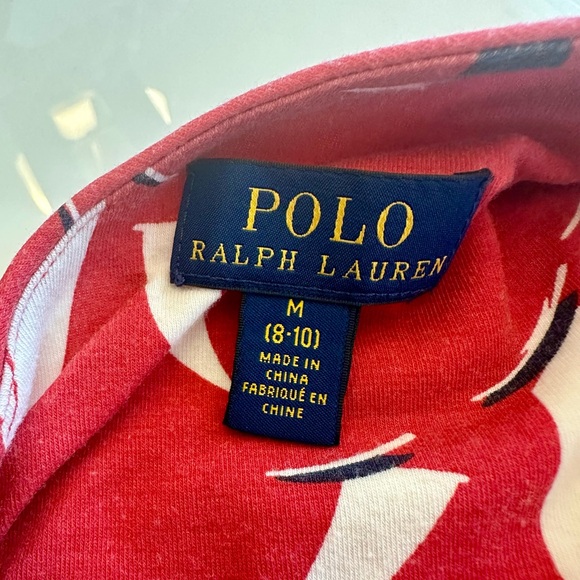 POLO
RALPH LAUREN
M
(8-10)
MADE IN
CHINA
FABRIQUÉ EN
CHINE